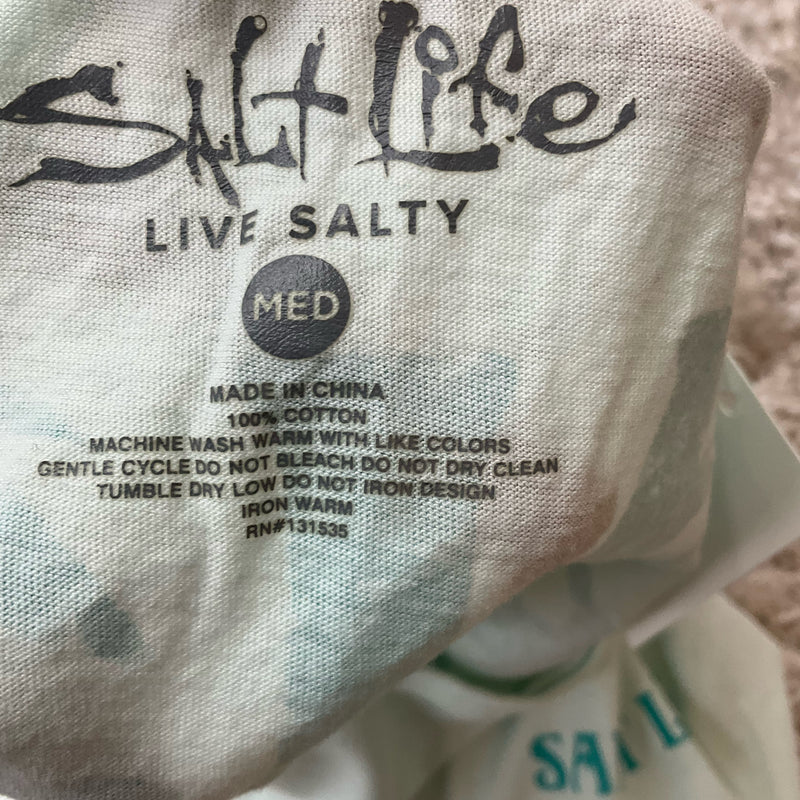 Salt Life
LIVE SALTY
MED
MADE IN CHINA
100% COTTON
MACHINE WASH WARM WITH LIKE COLORS
GENTLE CYCLE DO NOT BLEACH DO NOT DRY CLEAN
TUMBLE DRY LOW DO NOT IRON DESIGN
IRON WARM
RN#131535